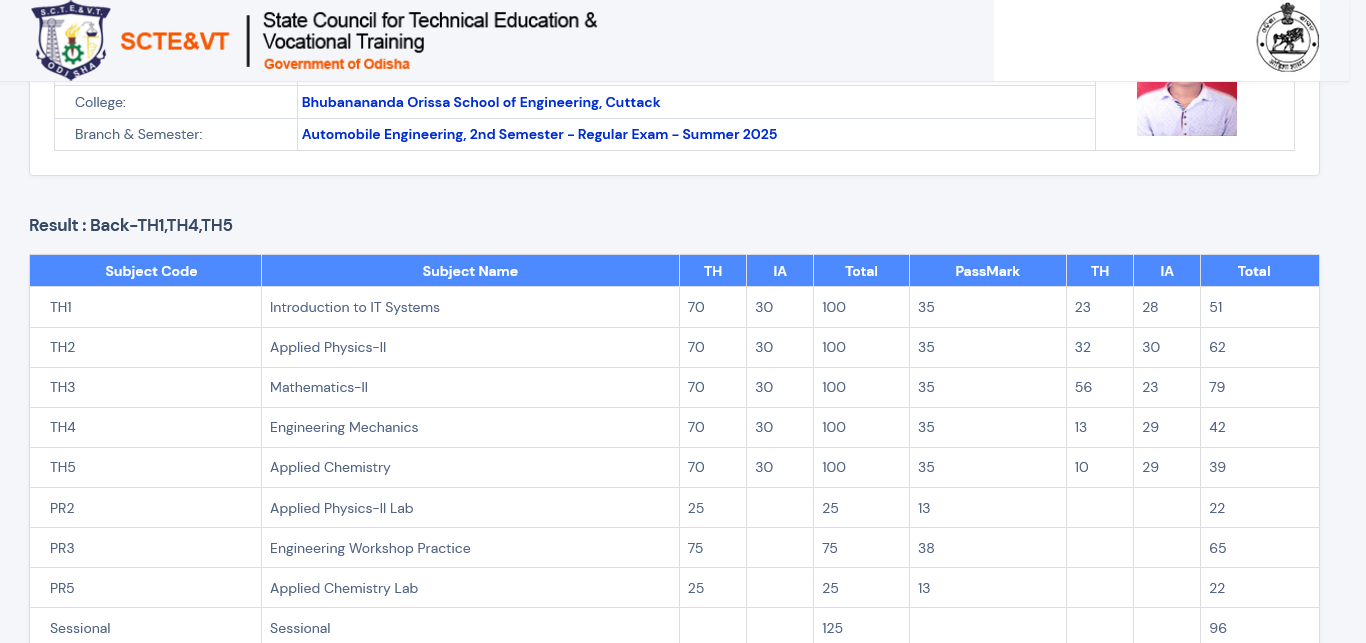 S.C.T.E.& V.T.
ODISHA
SCTE&VT
State Council for Technical Education &
Vocational Training
Government of Odisha
College: Bhubanananda Orissa School of Engineering, Cuttack
Branch & Semester: Automobile Engineering, 2nd Semester - Regular Exam - Summer 2025
Result : Back-TH1,TH4,TH5
Subject Code Subject Name TH IA Total PassMark TH IA Total
TH1 Introduction to IT Systems 70 30 100 35 23 28 51
TH2 Applied Physics-II 70 30 100 35 32 30 62
TH3 Mathematics-II 70 30 100 35 56 23 79
TH4 Engineering Mechanics 70 30 100 35 13 29 42
TH5 Applied Chemistry 70 30 100 35 10 29 39
PR2 Applied Physics-II Lab 25 25 13 22
PR3 Engineering Workshop Practice 75 75 38 65
PR5 Applied Chemistry Lab 25 25 13 22
Sessional Sessional 125 96